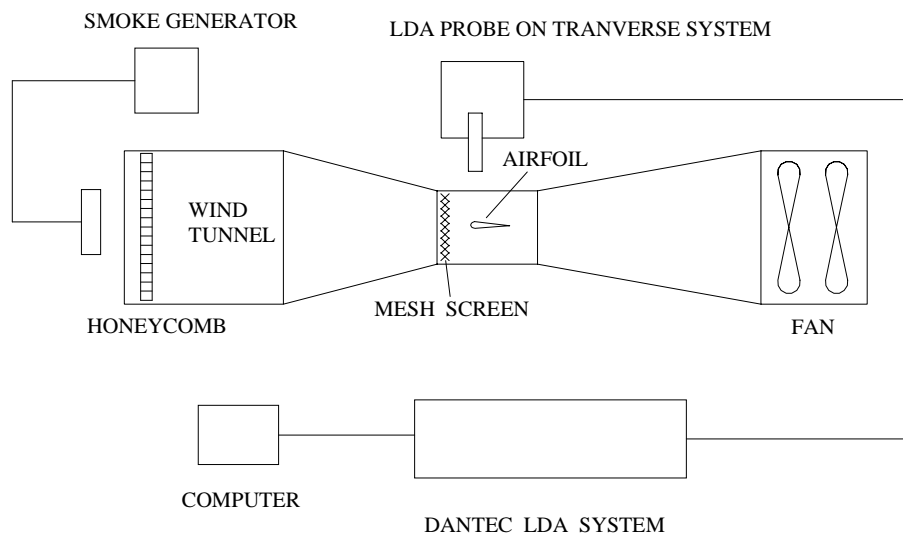 SMOKE GENERATOR
LDA PROBE ON TRANVERSE SYSTEM
AIRFOIL
WIND
TUNNEL
MESH SCREEN
HONEYCOMB
FAN
COMPUTER
DANTEC LDA SYSTEM